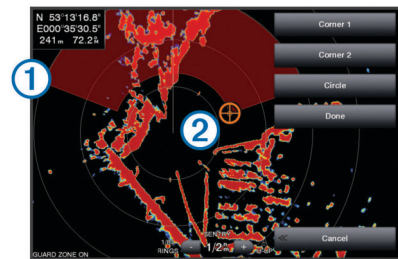 N 53°13'16.8"
E000°35'30.5"
241m 72.2°
Corner 1
Corner 2
Circle
Done
1
2
SENTRY
RINGS - 1/2 +
Cancel
GUARD ZONE ON